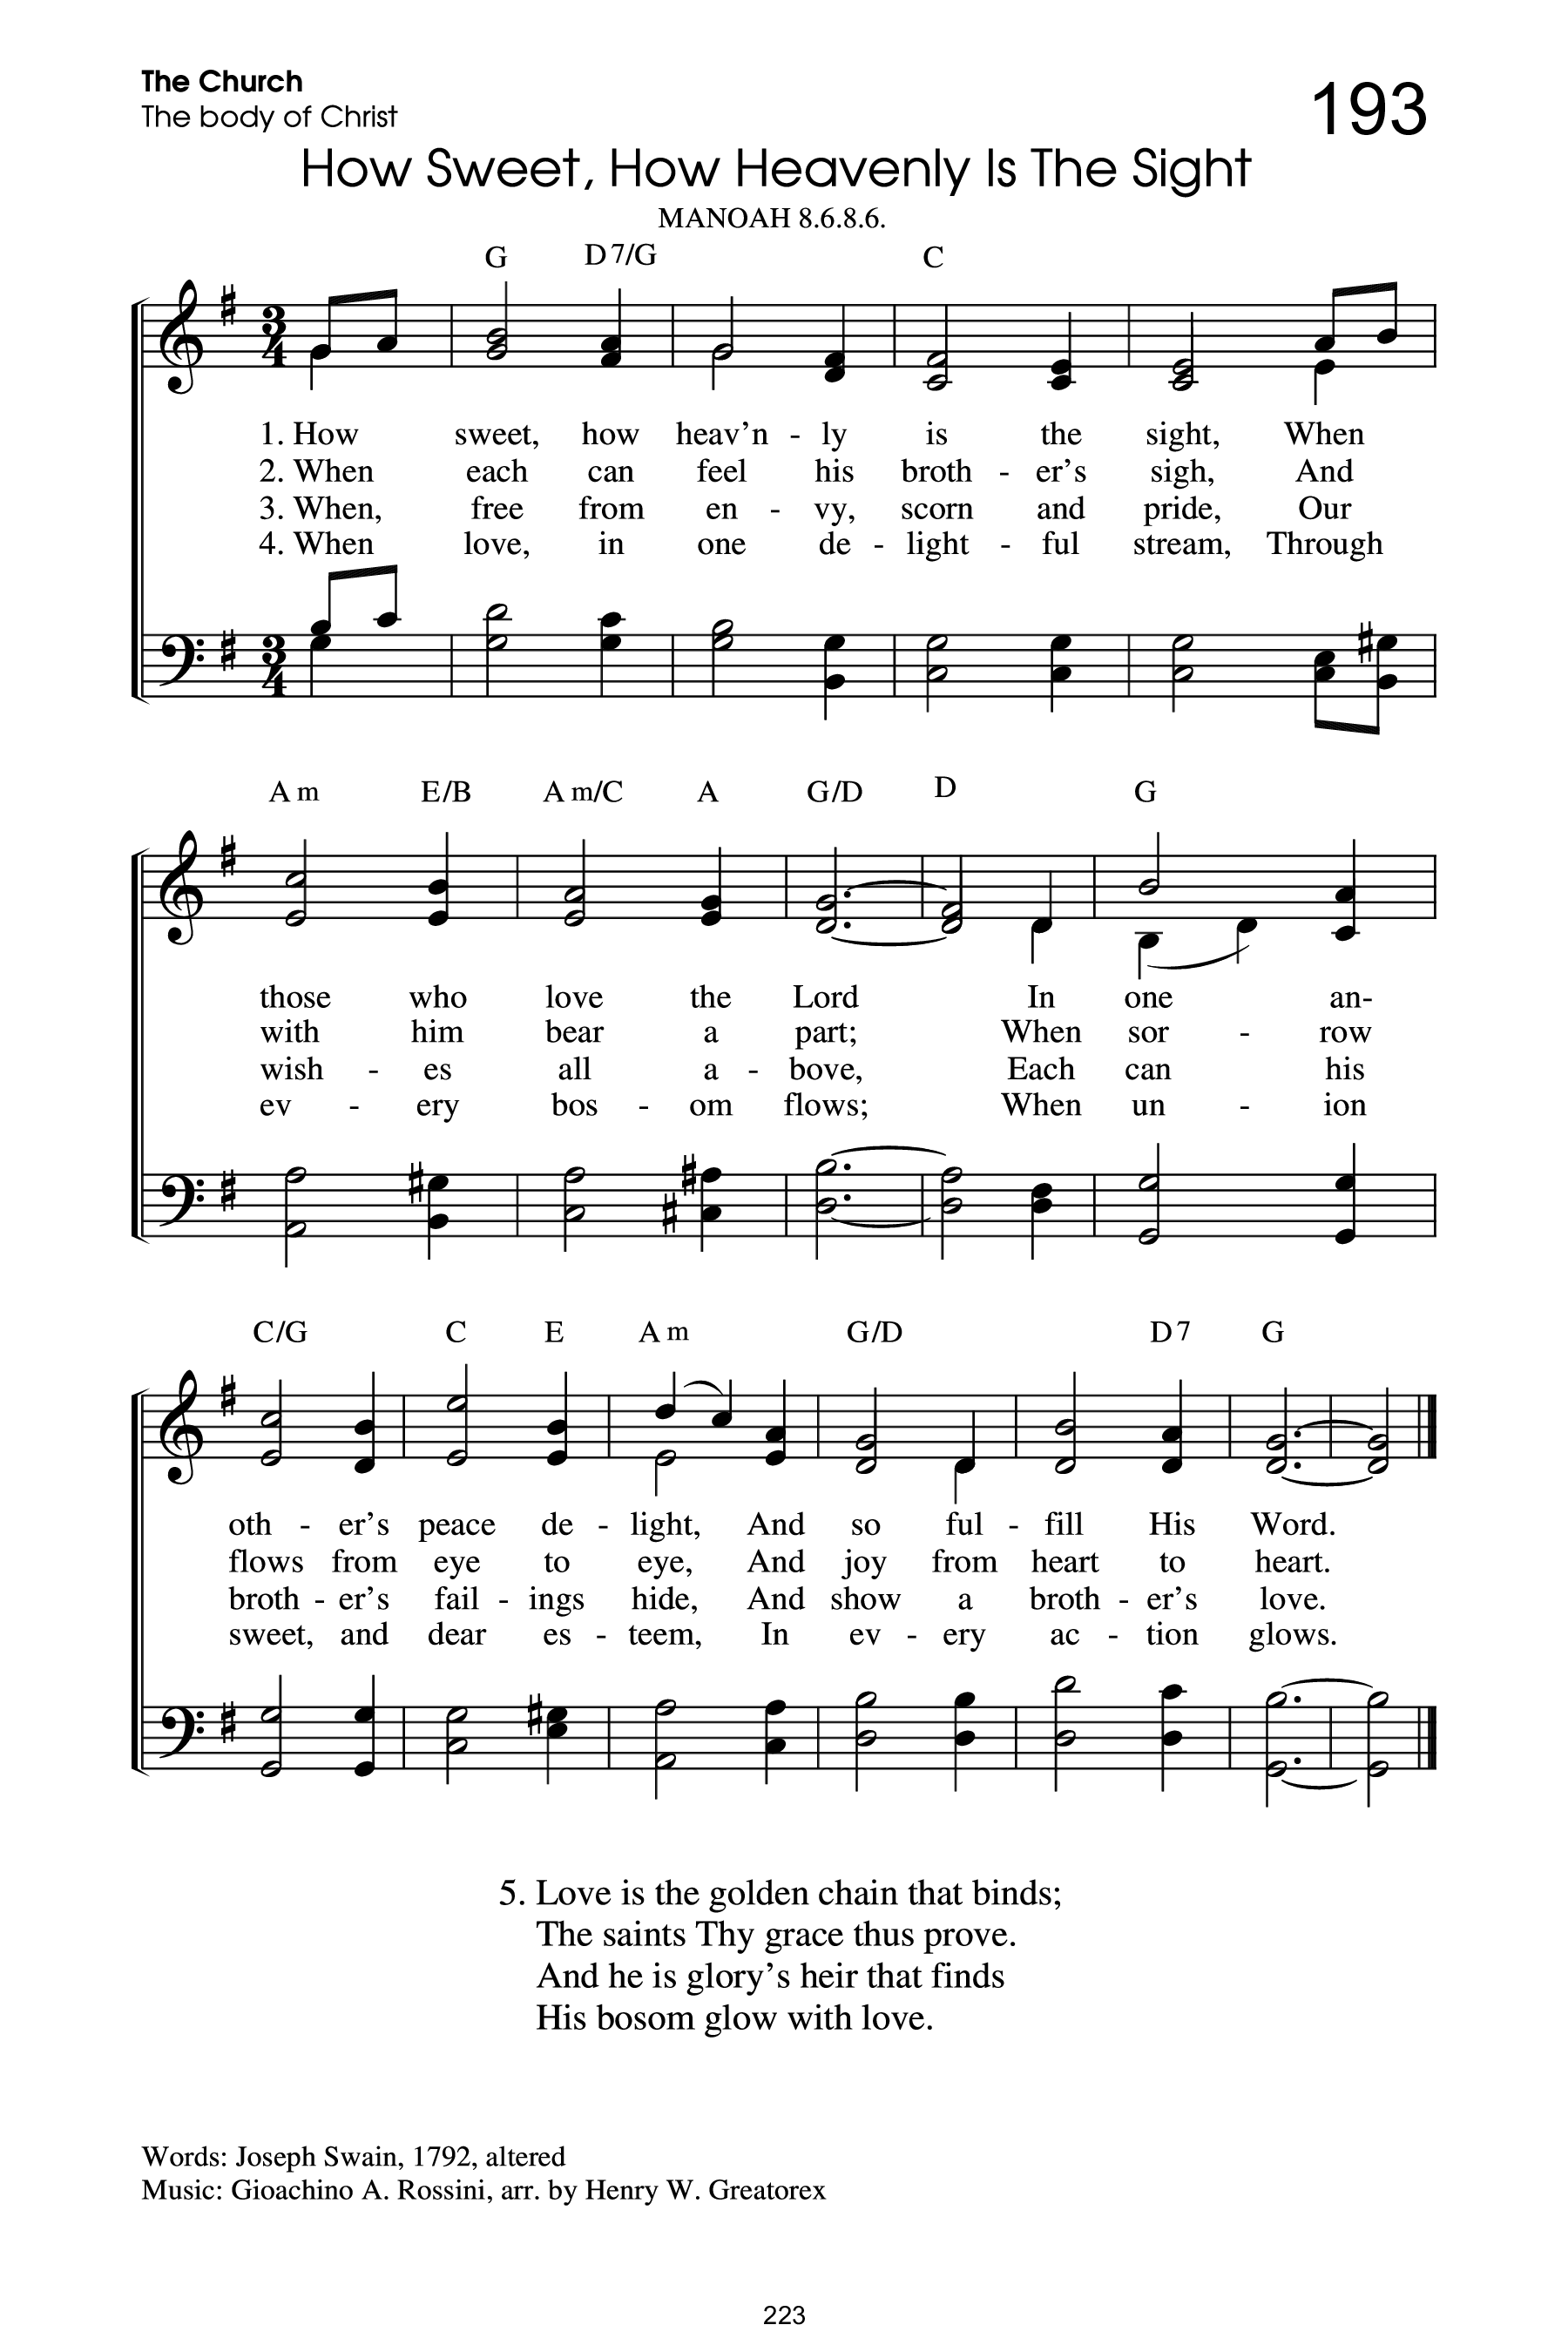 The Church
193
The body of Christ
How Sweet, How Heavenly Is The Sight
MANOAH 8.6.8.6.
G D7/G C
1. How sweet, how heav’n - ly is the sight, When
2. When each can feel his broth - er’s sigh, And
3. When, free from en - vy, scorn and pride, Our
4. When love, in one de - light - ful stream, Through
Am E/B Am/C A G/D D G
those who love the Lord In one an-
with him bear a part; When sor - row
wish - es all a - bove, Each can his
ev - ery bos - om flows; When un - ion
C/G C E Am G/D D7 G
oth - er’s peace de - light, And so ful - fill His Word.
flows from eye to eye, And joy from heart to heart.
broth - er’s fail - ings hide, And show a broth - er’s love.
sweet, and dear es - teem, In ev - ery ac - tion glows.
5. Love is the golden chain that binds;
The saints Thy grace thus prove.
And he is glory’s heir that finds
His bosom glow with love.
Words: Joseph Swain, 1792, altered
Music: Gioachino A. Rossini, arr. by Henry W. Greatorex
223